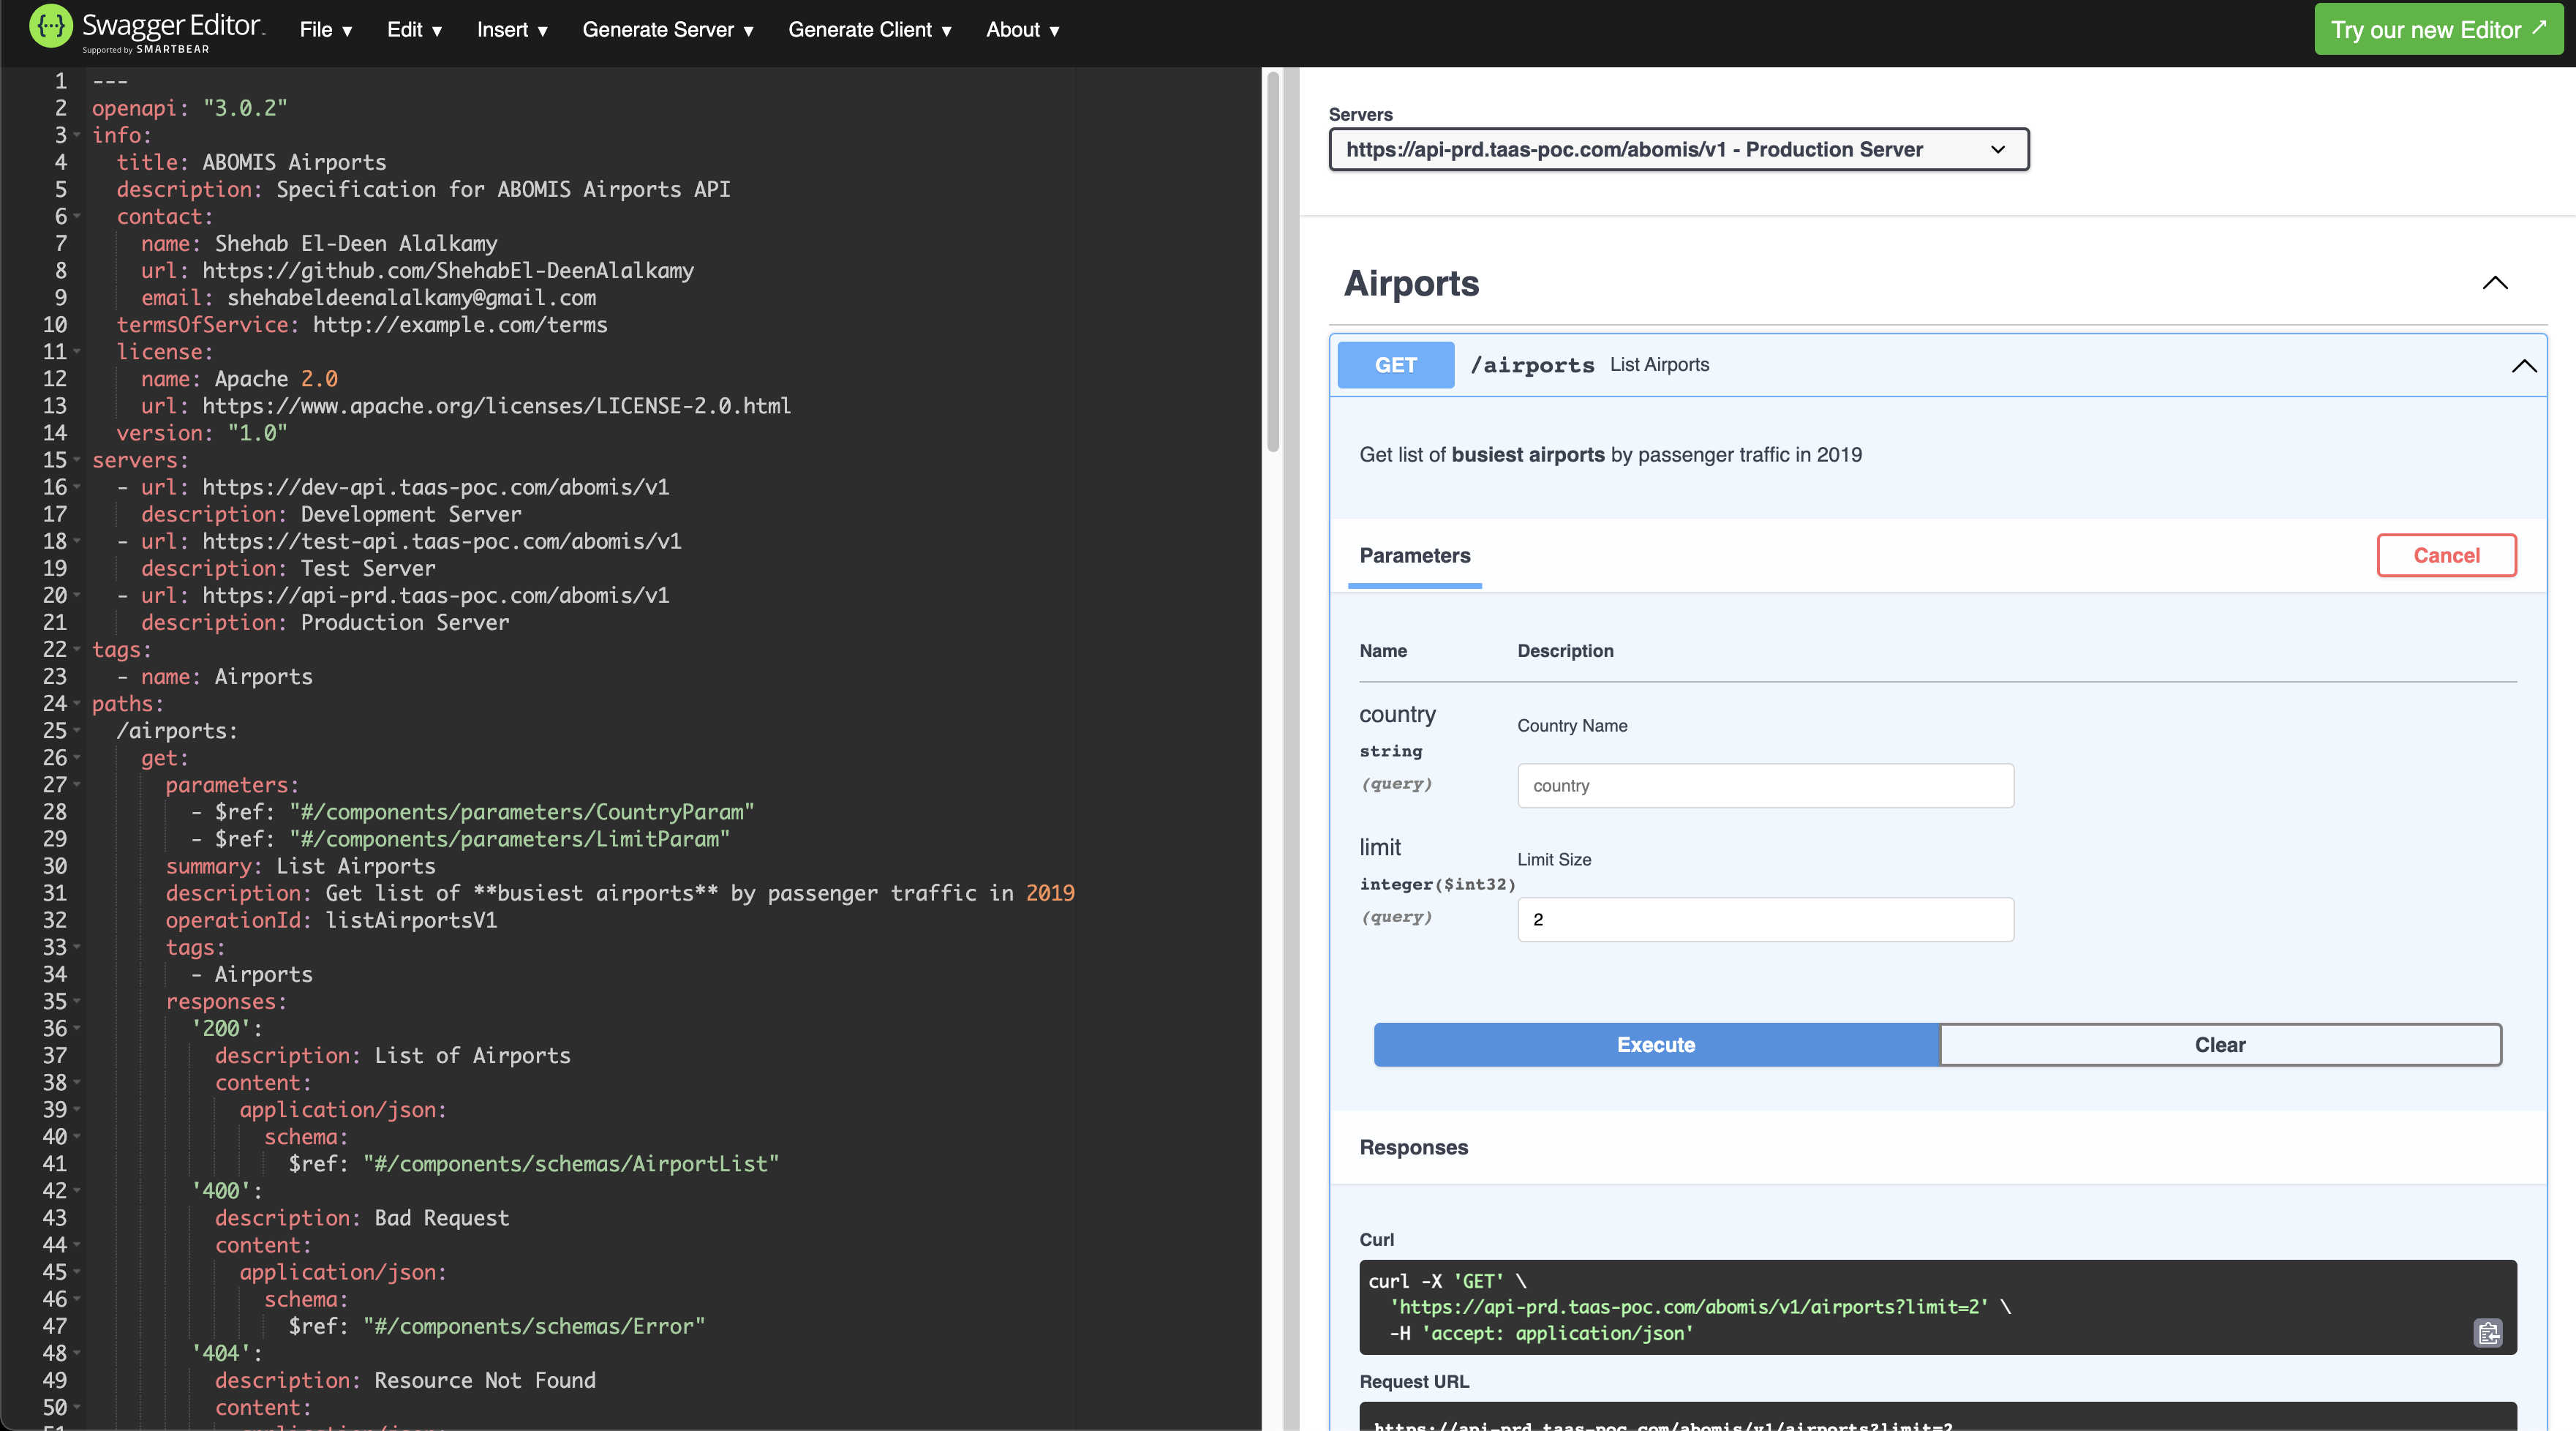 Swagger Editor
Supported by SMARTBEAR
File ▾
Edit ▾
Insert ▾
Generate Server ▾
Generate Client ▾
About ▾
Try our new Editor ↗
1 ---
2 openapi: "3.0.2"
3 info:
4 title: ABOMIS Airports
5 description: Specification for ABOMIS Airports API
6 contact:
7 name: Shehab El-Deen Alalkamy
8 url: https://github.com/ShehabEl-DeenAlalkamy
9 email: shehabeldeenalalkamy@gmail.com
10 termsOfService: http://example.com/terms
11 license:
12 name: Apache 2.0
13 url: https://www.apache.org/licenses/LICENSE-2.0.html
14 version: "1.0"
15 servers:
16 - url: https://dev-api.taas-poc.com/abomis/v1
17 description: Development Server
18 - url: https://test-api.taas-poc.com/abomis/v1
19 description: Test Server
20 - url: https://api-prd.taas-poc.com/abomis/v1
21 description: Production Server
22 tags:
23 - name: Airports
24 paths:
25 /airports:
26 get:
27 parameters:
28 - $ref: "#/components/parameters/CountryParam"
29 - $ref: "#/components/parameters/LimitParam"
30 summary: List Airports
31 description: Get list of **busiest airports** by passenger traffic in 2019
32 operationId: listAirportsV1
33 tags:
34 - Airports
35 responses:
36 '200':
37 description: List of Airports
38 content:
39 application/json:
40 schema:
41 $ref: "#/components/schemas/AirportList"
42 '400':
43 description: Bad Request
44 content:
45 application/json:
46 schema:
47 $ref: "#/components/schemas/Error"
48 '404':
49 description: Resource Not Found
50 content:
51 application/json:
Servers
https://api-prd.taas-poc.com/abomis/v1 - Production Server
Airports
GET /airports List Airports
Get list of busiest airports by passenger traffic in 2019
Parameters
Cancel
Name Description
country
string
(query)
Country Name
country
limit
integer($int32)
(query)
Limit Size
2
Execute
Clear
Responses
Curl
curl -X 'GET' \
'https://api-prd.taas-poc.com/abomis/v1/airports?limit=2' \
-H 'accept: application/json'
Request URL
https://api-prd.taas-poc.com/abomis/v1/airports?limit=2